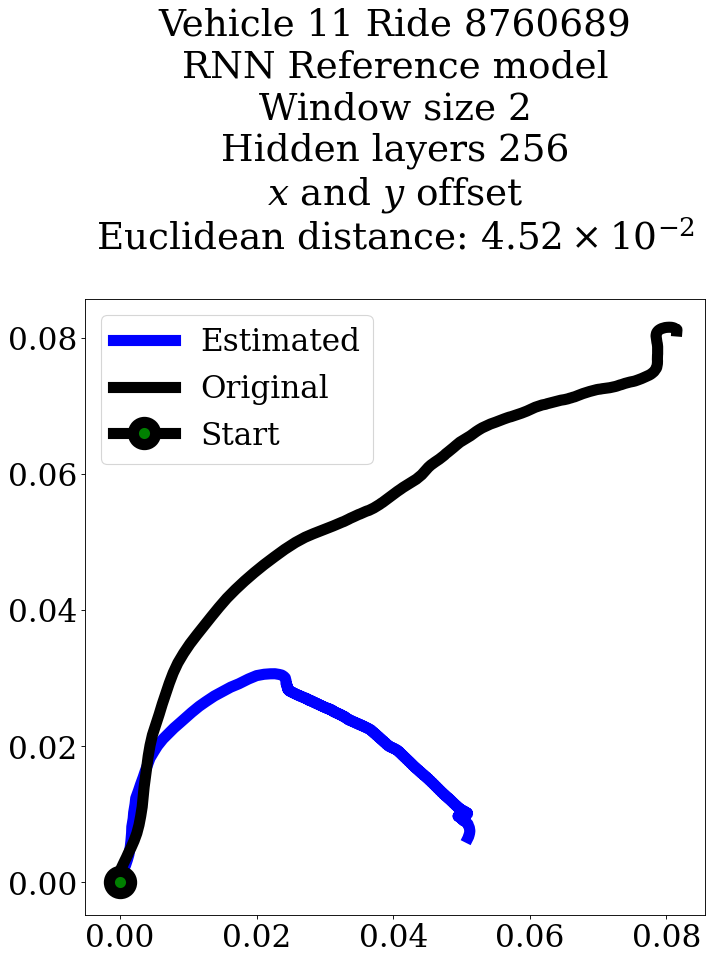 Vehicle 11 Ride 8760689
RNN Reference model
Window size 2
Hidden layers 256
x and y offset
Euclidean distance: 4.52 × 10⁻²
Estimated
Original
Start
0.08
0.06
0.04
0.02
0.00
0.00 0.02 0.04 0.06 0.08